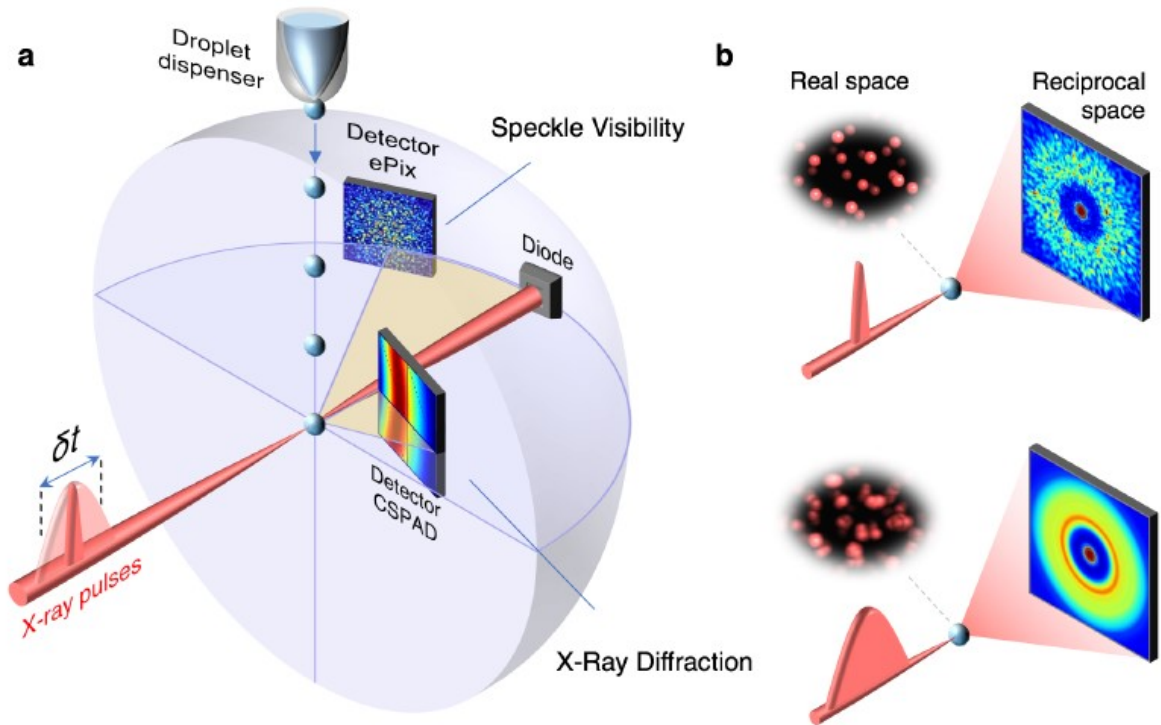 a
Droplet
dispenser
Detector
ePix
Speckle Visibility
Diode
δt
Detector
CSPAD
X-ray pulses
X-Ray Diffraction
b
Real space
Reciprocal
space